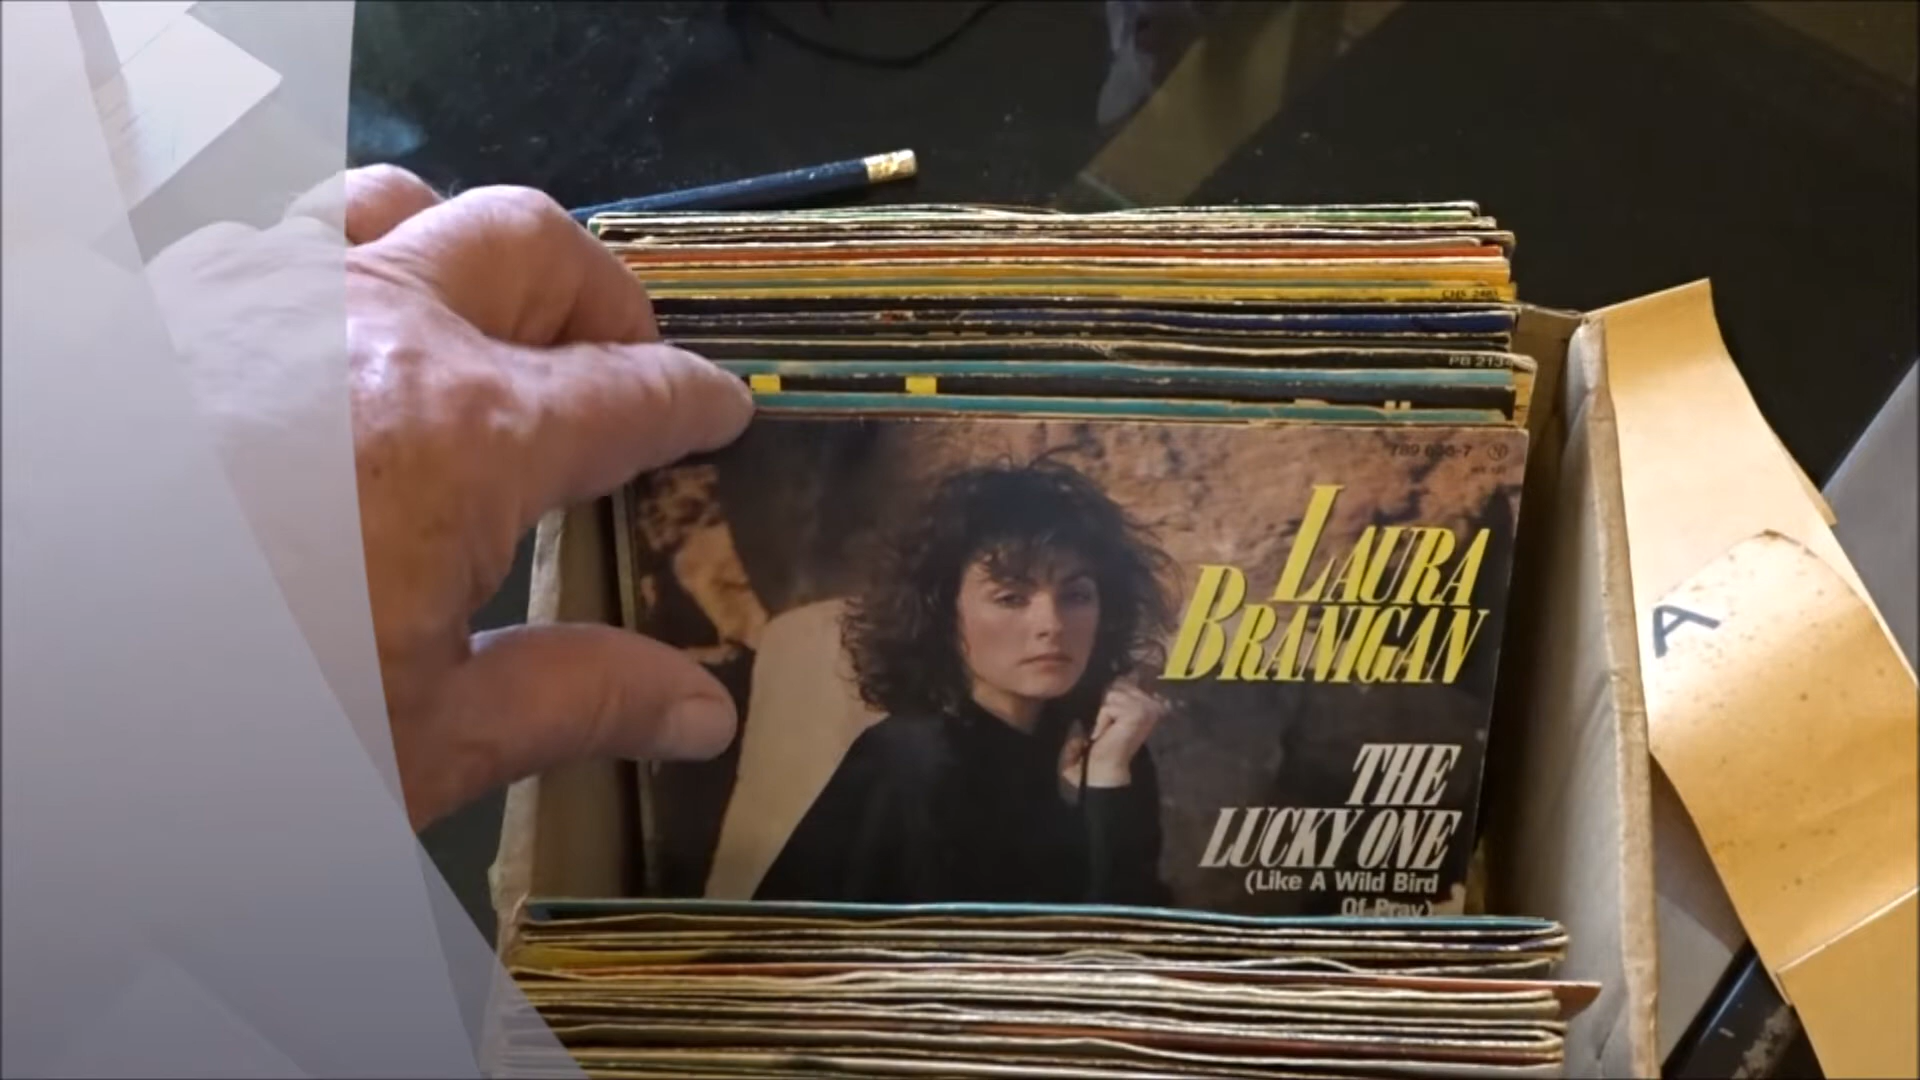 LAURA
BRANIGAN
THE
LUCKY ONE
(Like A Wild Bird
Of Pray)
A